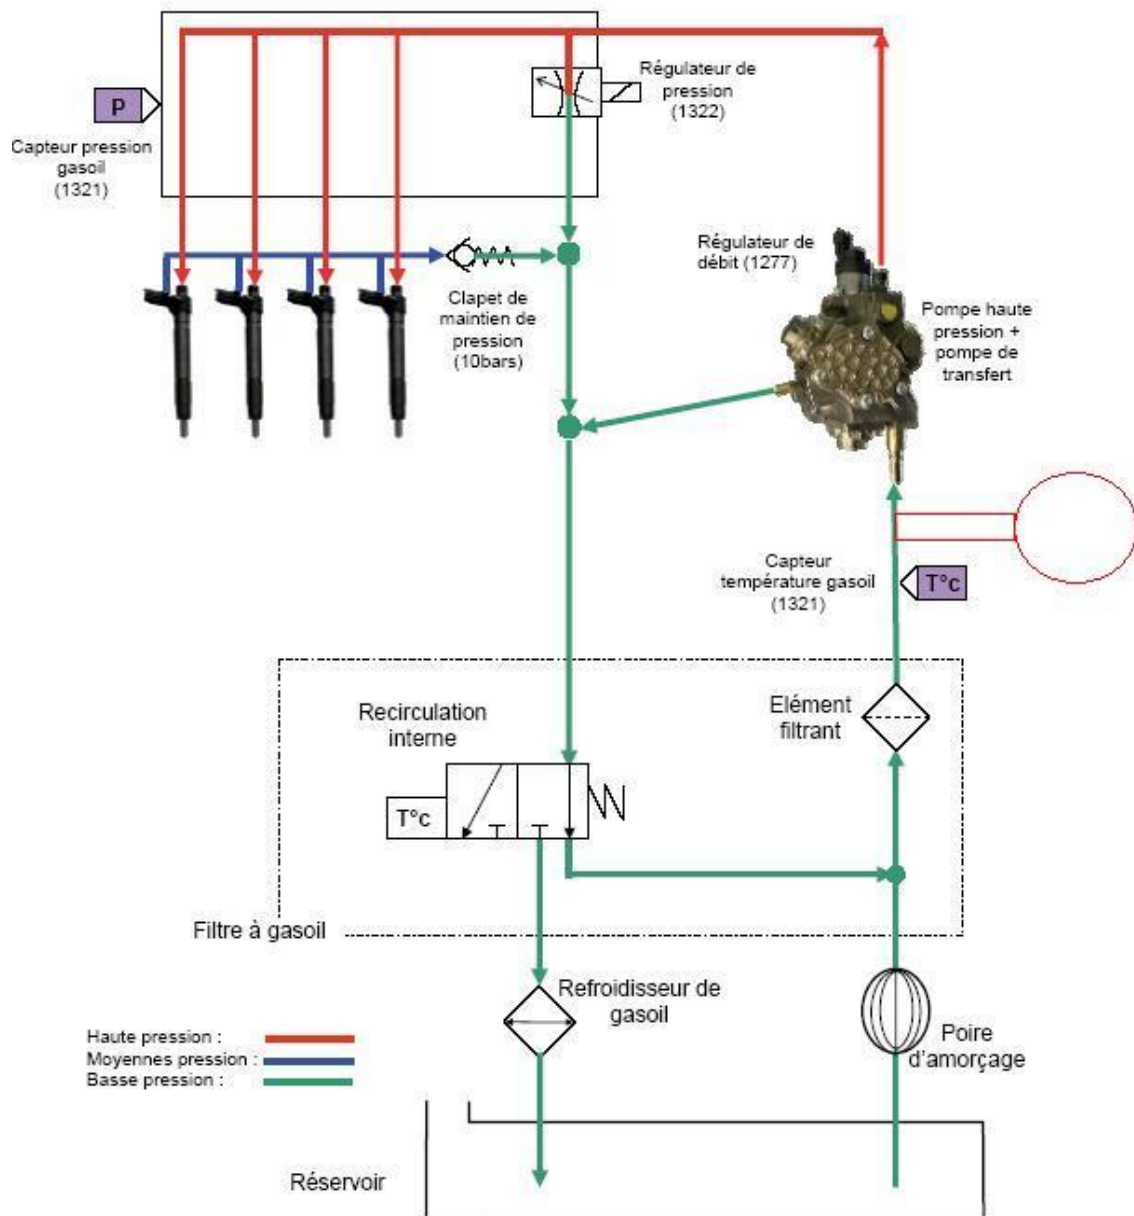 Régulateur de
pression
(1322)
P
Capteur pression
gasoil
(1321)
Régulateur de
débit (1277)
Clapet de
maintien de
pression
(10bars)
Pompe haute
pression +
pompe de
transfert
Capteur
température gasoil
(1321)
T°c
Recirculation
interne
Elément
filtrant
T°c
Filtre à gasoil
Refroidisseur de
gasoil
Poire
d'amorçage
Haute pression :
Moyennes pression :
Basse pression :
Réservoir